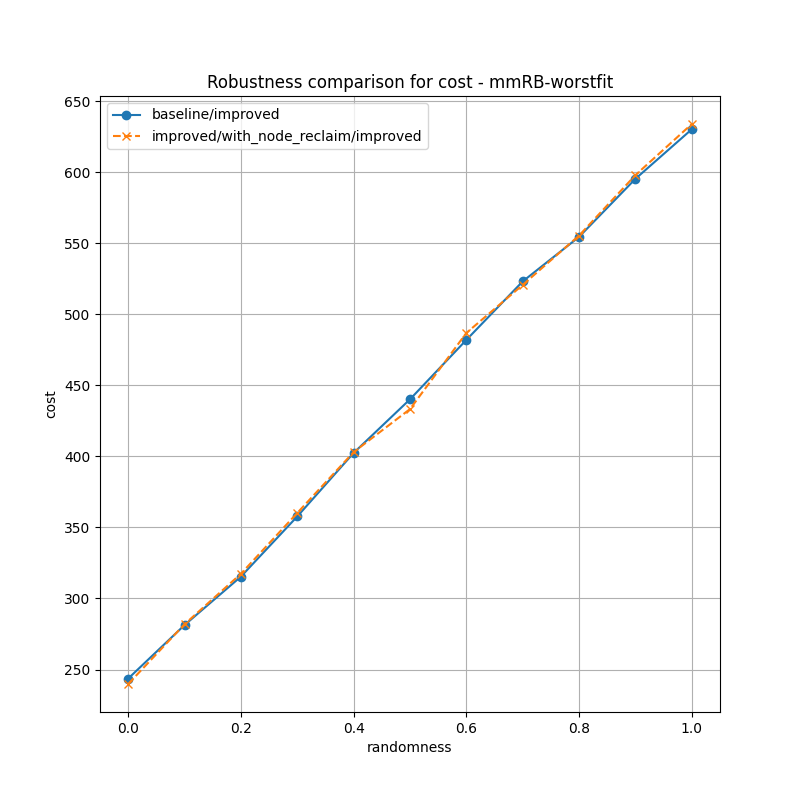 Robustness comparison for cost - mmRB-worstfit
baseline/improved
improved/with_node_reclaim/improved
650
600
550
500
450
400
350
300
250
cost
0.0 0.2 0.4 0.6 0.8 1.0
randomness